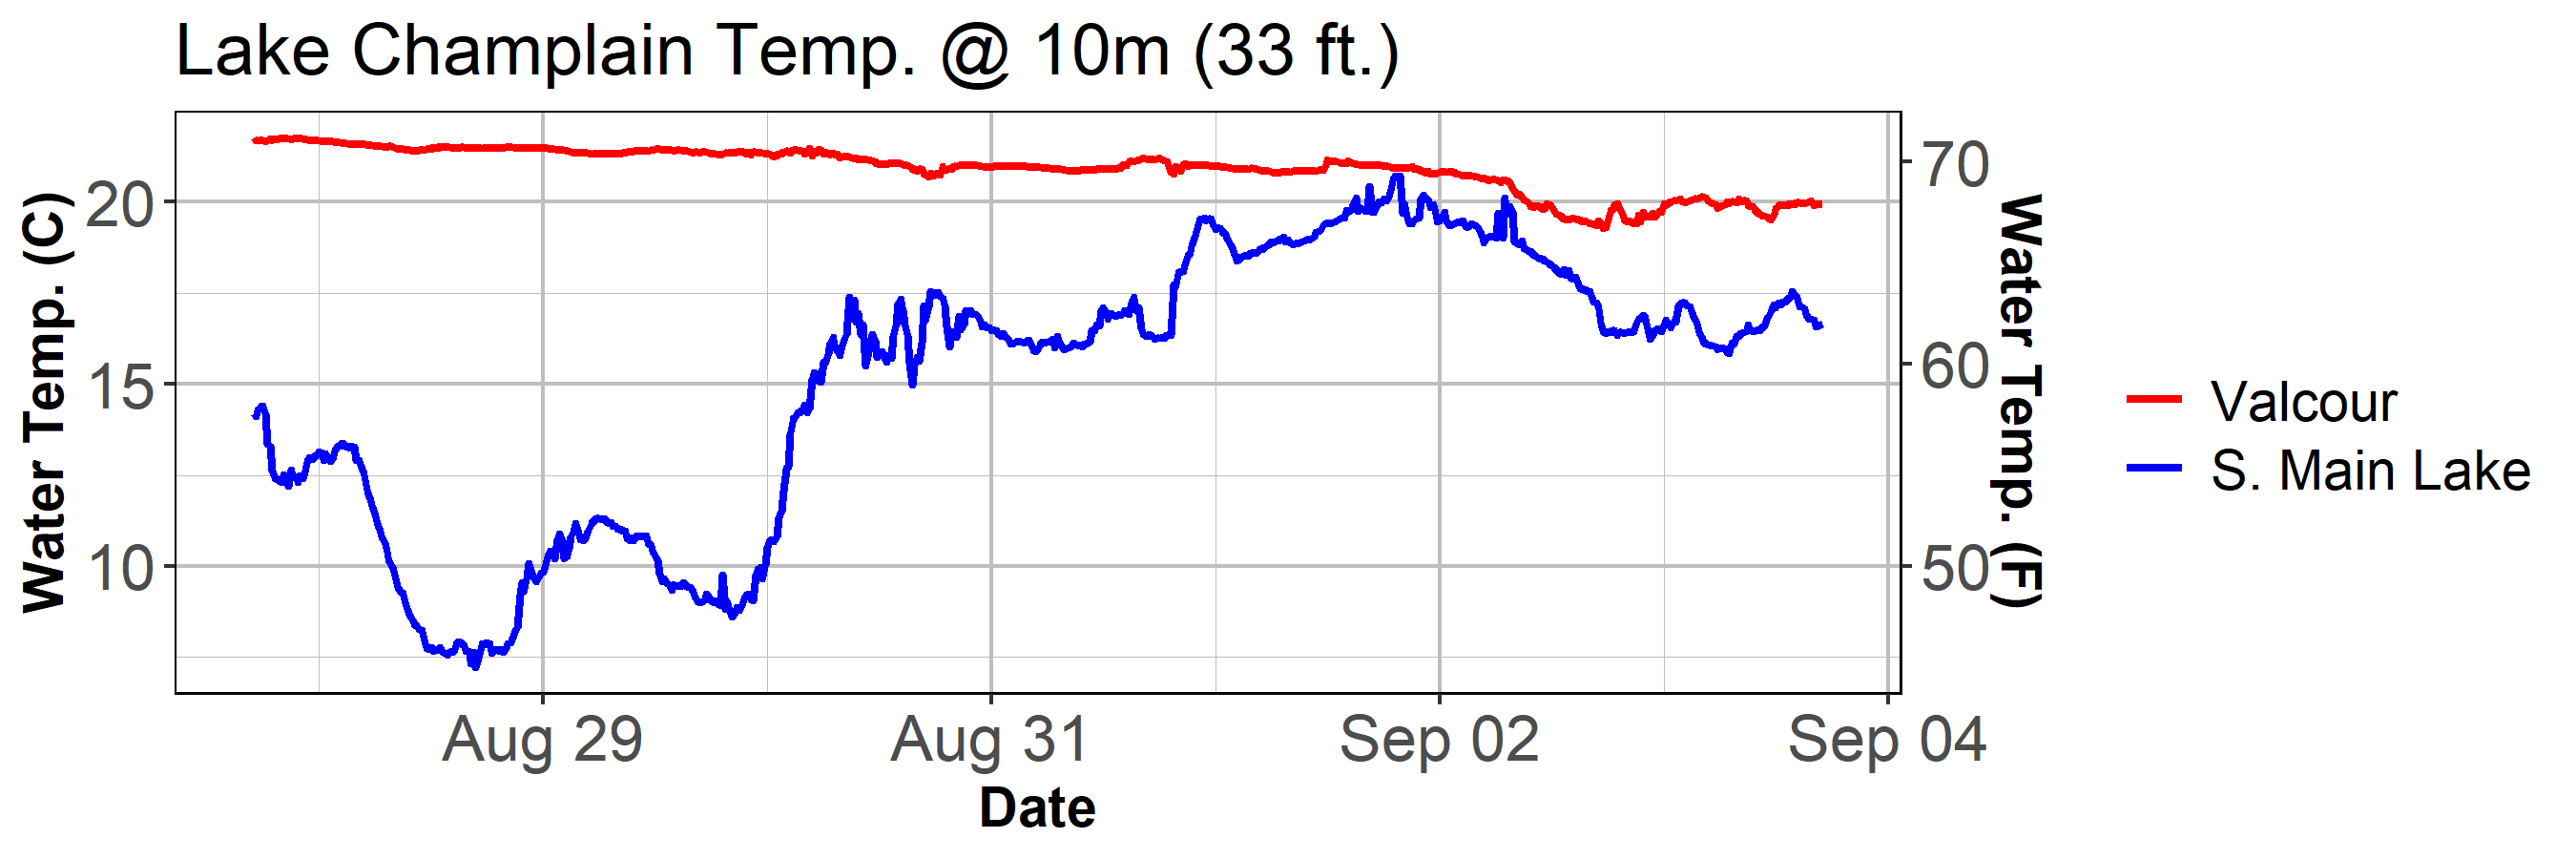 Lake Champlain Temp. @ 10m (33 ft.)
Water Temp. (C)
20
15
10
70
60
50
Water Temp. (F)
Aug 29
Aug 31
Sep 02
Sep 04
Date
Valcour
S. Main Lake